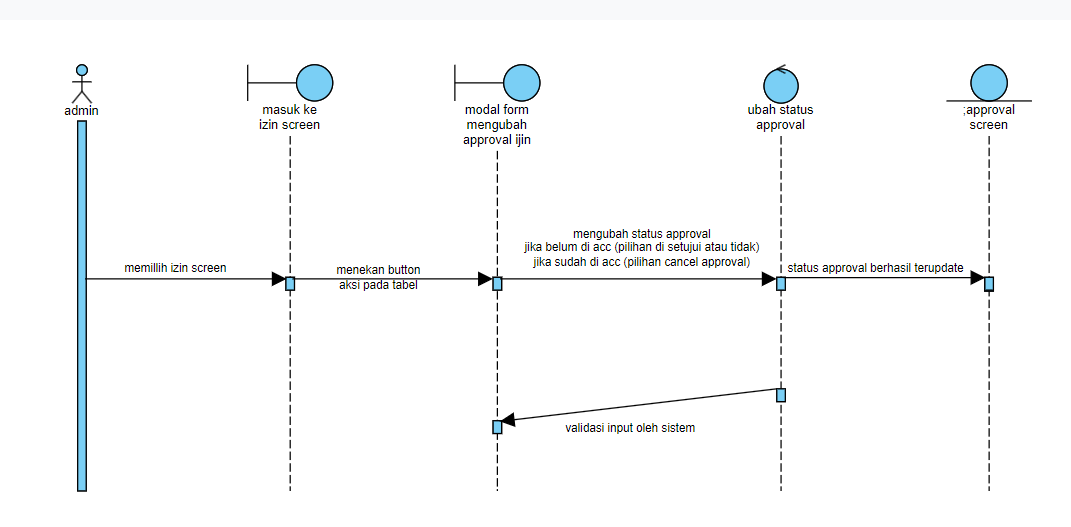 admin
masuk ke
izin screen
modal form
mengubah
approval ijin
ubah status
approval
;approval
screen
memillih izin screen
menekan button
aksi pada tabel
mengubah status approval
jika belum di acc (pilihan di setujui atau tidak)
jika sudah di acc (pilihan cancel approval)
status approval berhasil terupdate
validasi input oleh sistem